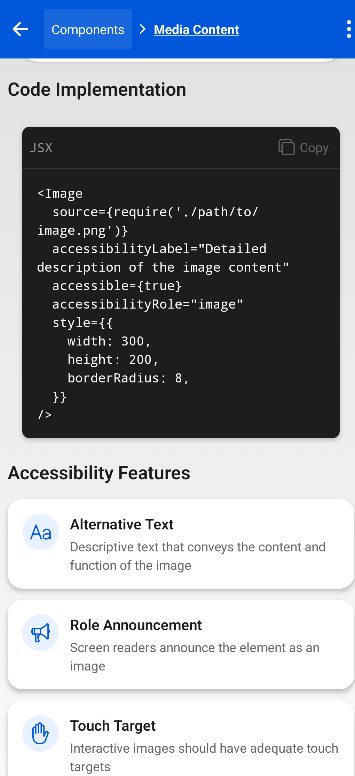 Components > Media Content
Code Implementation
JSX
Copy
<Image
source={require('./path/to/
image.png')}
accessibilityLabel="Detailed
description of the image content"
accessible={true}
accessibilityRole="image"
style={{
width: 300,
height: 200,
borderRadius: 8,
}}
/>
Accessibility Features
Aa
Alternative Text
Descriptive text that conveys the content and
function of the image
Role Announcement
Screen readers announce the element as an
image
Touch Target
Interactive images should have adequate touch
targets